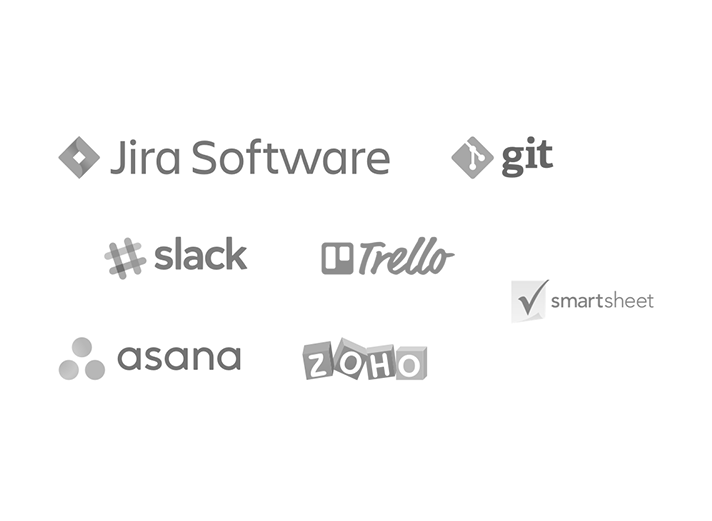 Jira Software
git
slack
Trello
smartsheet
asana
ZOHO